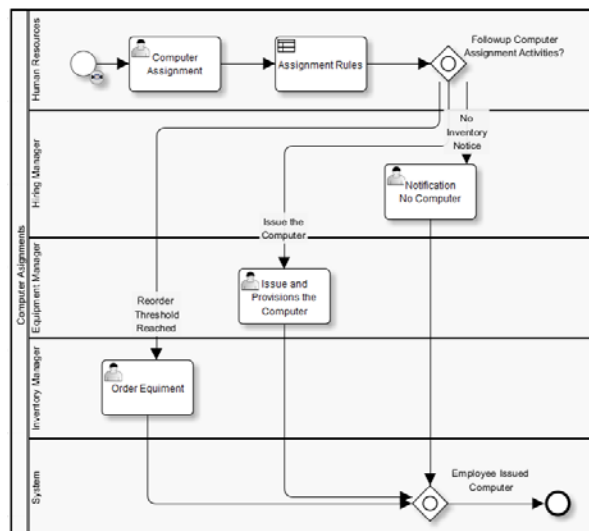 Computer Asignments
Human Resources
Computer
Assignment
Assignment Rules
Followup Computer
Assignment Activities?
Hiring Manager
No
Inventory
Notice
Notification
No Computer
Equipment Manager
Issue the
Computer
Issue and
Provisions the
Computer
Inventory Manager
Reorder
Threshold
Reached
Order Equiment
System
Employee Issued
Computer